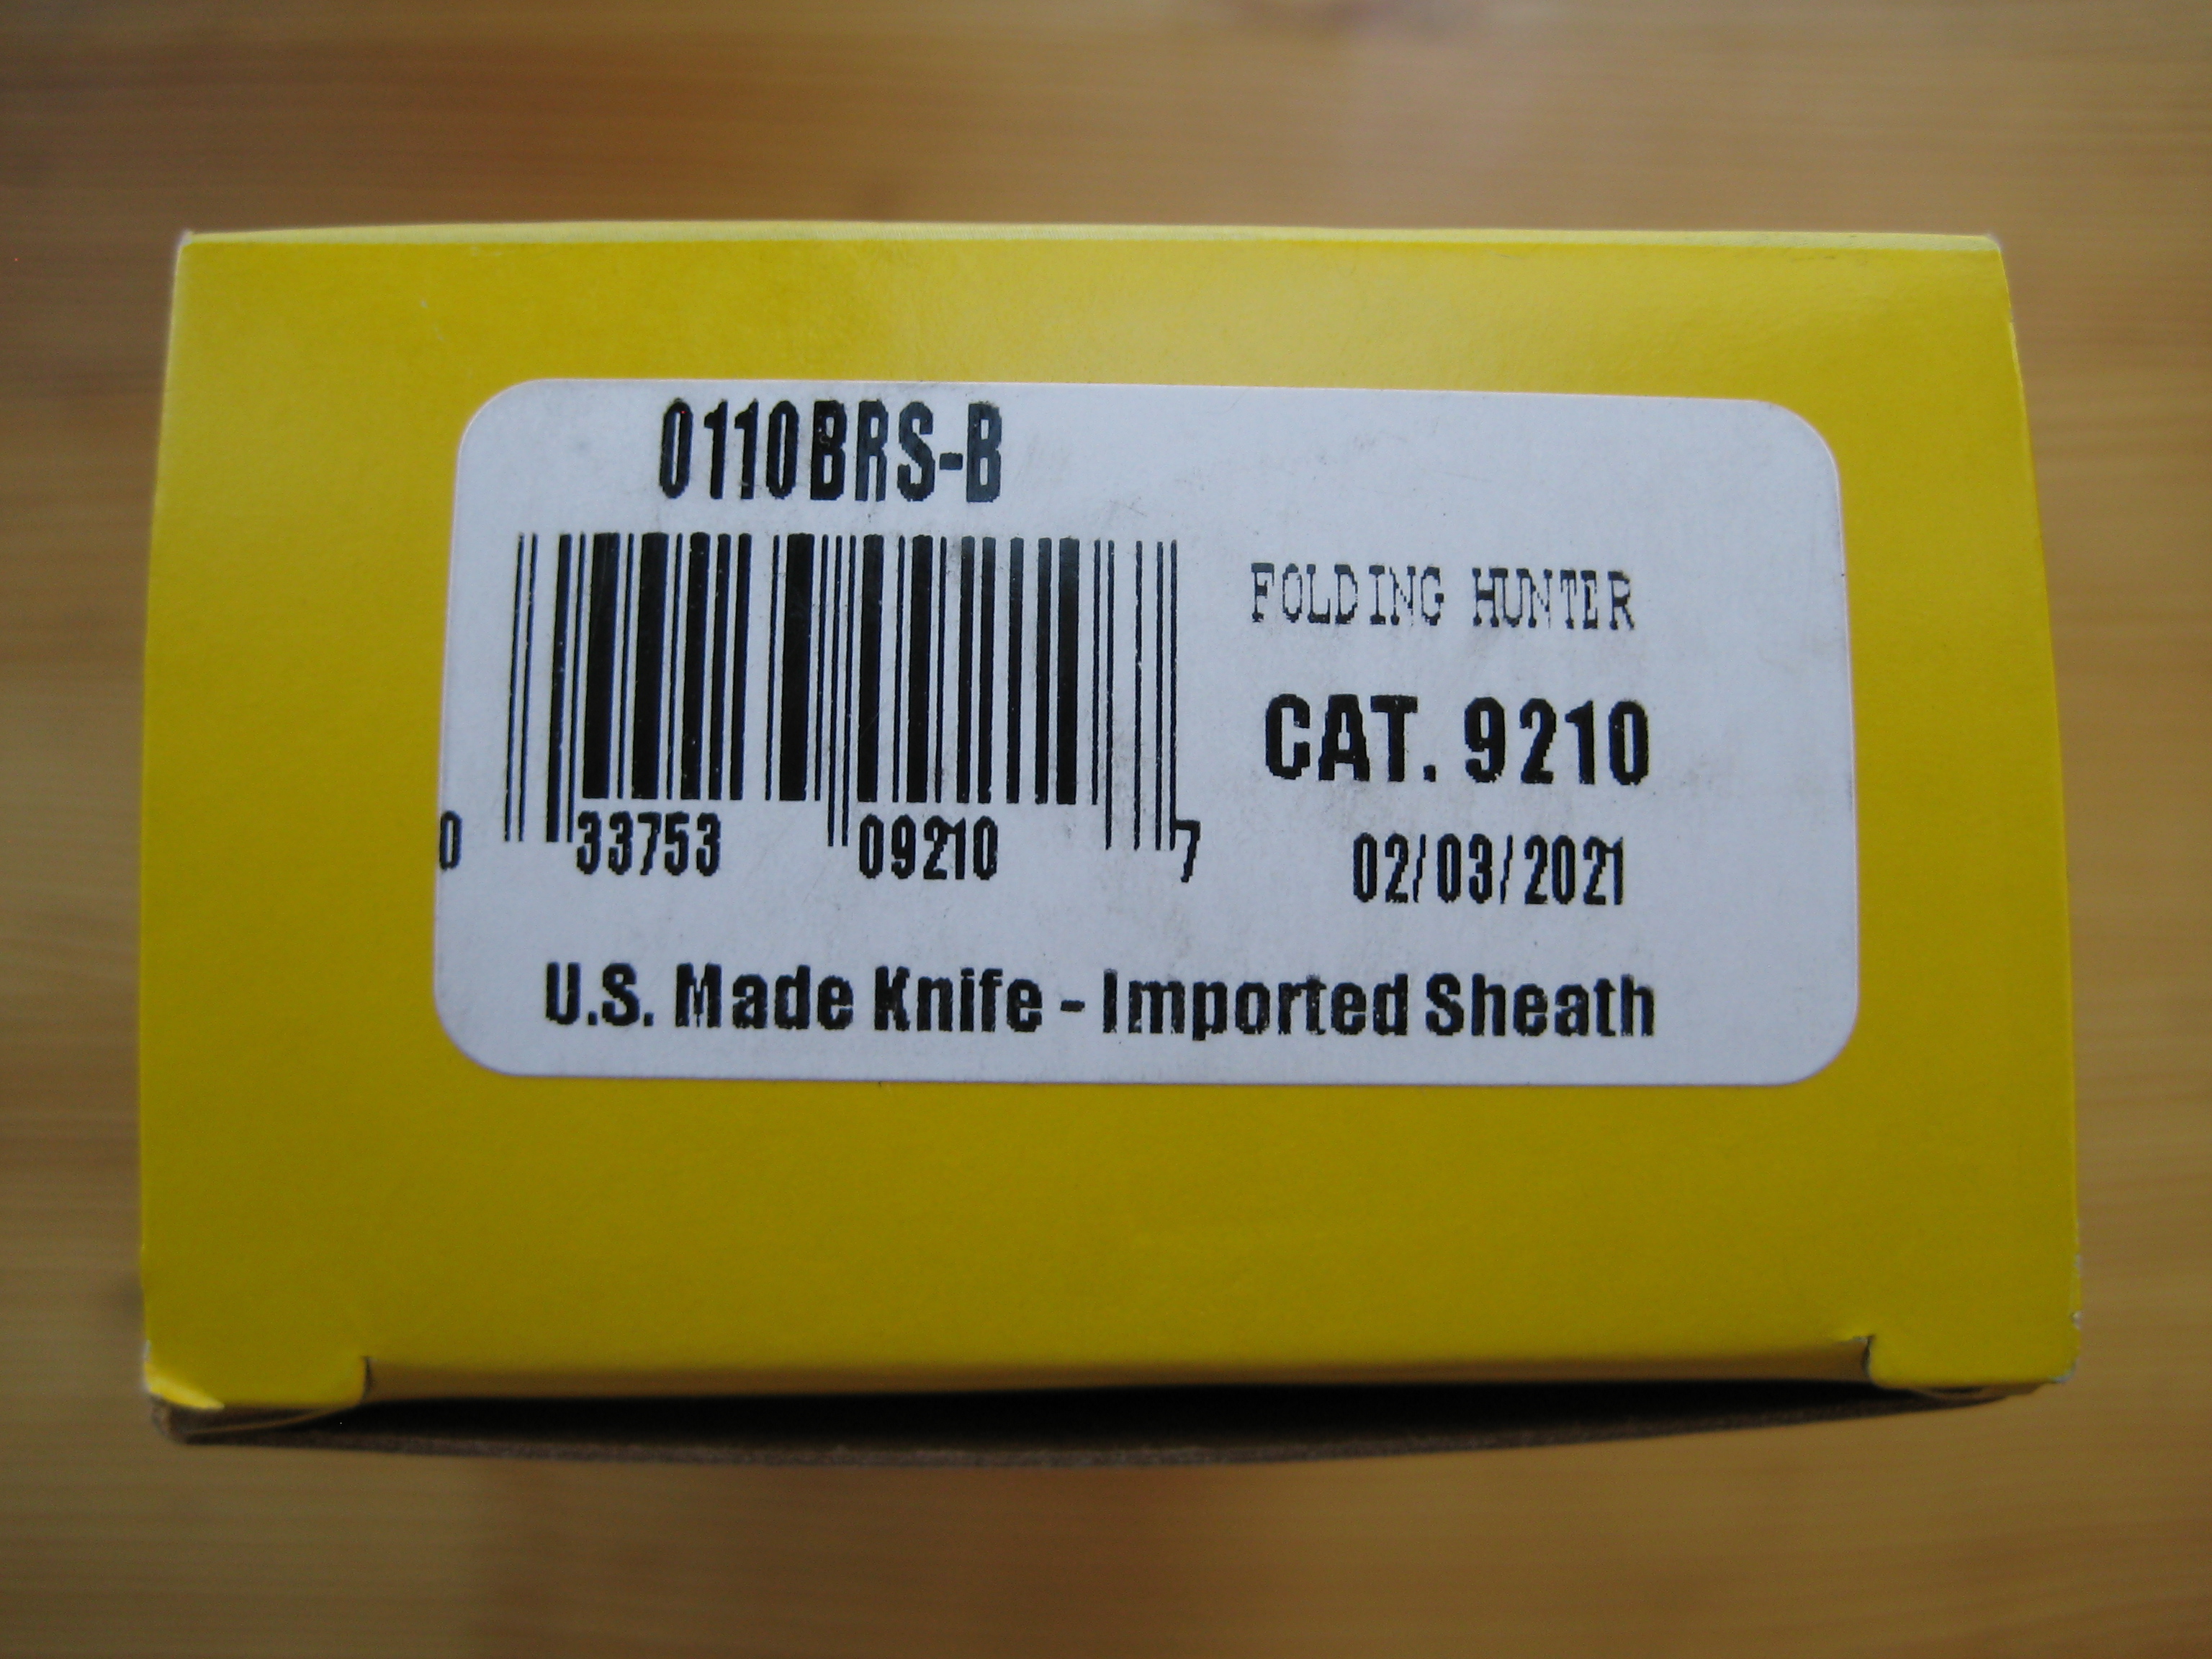 0110BRS-B
FOLDING HUNTER
CAT. 9210
0 33753 09210 7
02/03/2021
U.S. Made Knife - Imported Sheath